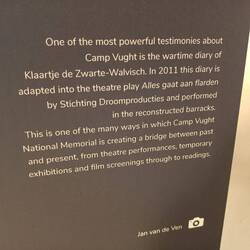 One of the most powerful testimonies about
Camp Vught is the wartime diary of
Klaartje de Zwarte-Walvisch. In 2011 this diary is
adapted into the theatre play Alles gaat aan flarden
by Stichting Droomproducties and performed
in the reconstructed barracks.
This is one of the many ways in which Camp Vught
National Memorial is creating a bridge between past
and present, from theatre performances, temporary
exhibitions and film screenings through to readings.
Jan van de Ven